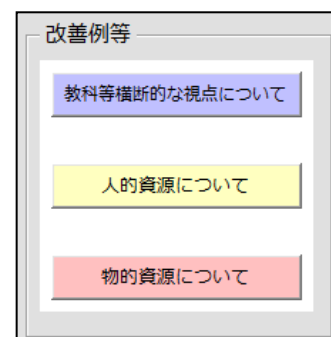 改善例等
教科等横断的な視点について
人的資源について
物的資源について